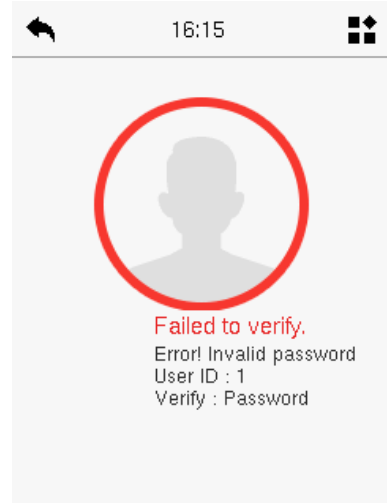 16:15
Failed to verify.
Error! Invalid password
User ID : 1
Verify : Password